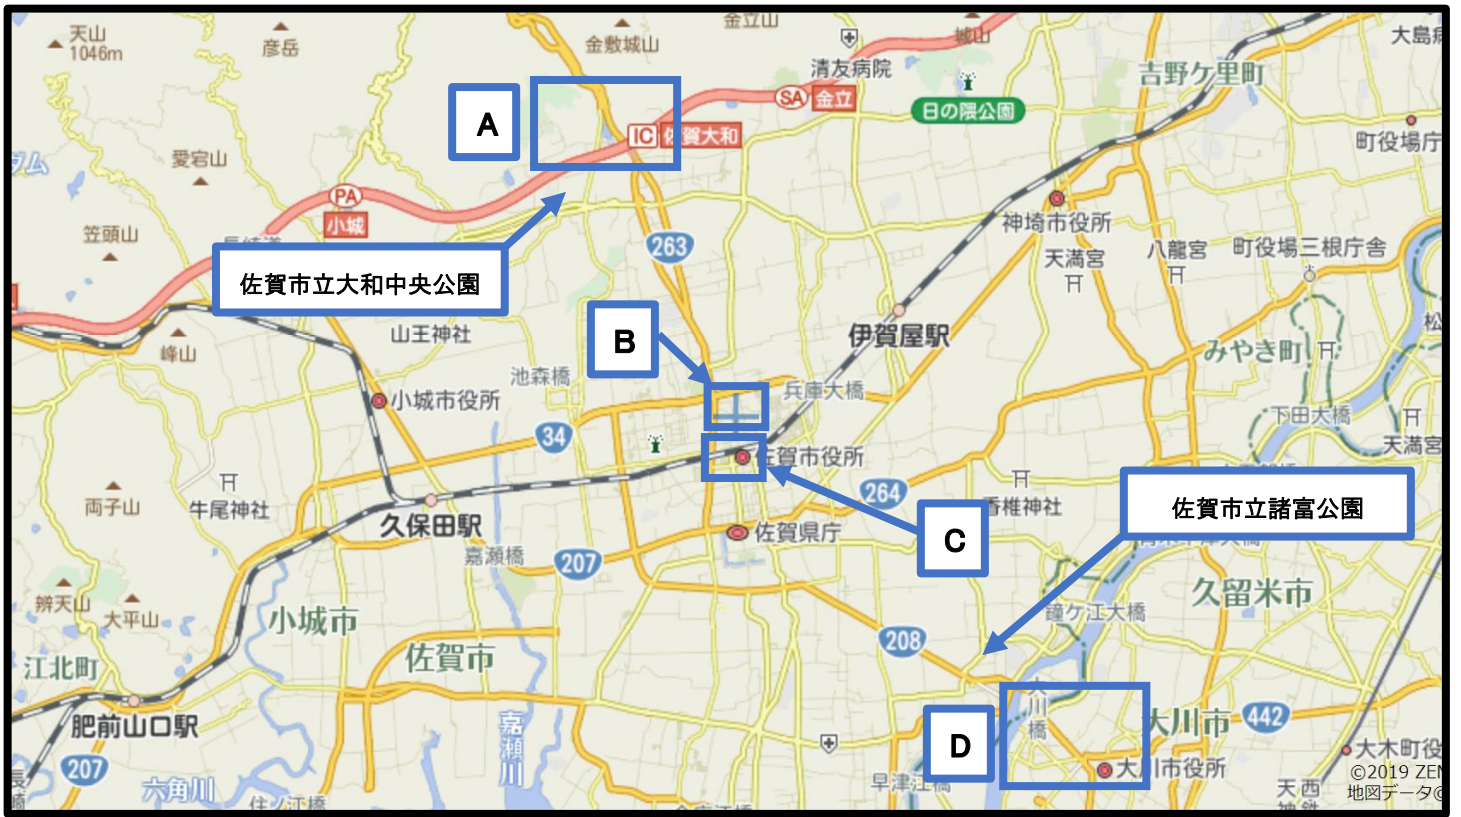 天山
1046m
彦岳
金敷城山
金立山
城山
清友病院
吉野ケ里町
日の隈公園
SA
金立
A
IC
佐賀大和
町役場庁
ダム
愛宕山
PA
小城
神埼市役所
笠頭山
263
天満宮
八龍宮
町役場三根庁舎
佐賀市立大和中央公園
山王神社
B
伊賀屋駅
峰山
みやき町
松
池森橋
兵庫大橋
小城市役所
下田大橋
34
佐賀市役所
天満宮
両子山
牛尾神社
264
香椎神社
佐賀市立諸富公園
久保田駅
佐賀県庁
C
嘉瀬橋
207
久留米市
辨天山
大平山
小城市
鐘ケ江大橋
208
江北町
佐賀市
大川橋
肥前山口駅
嘉瀬川
D
大川市
442
207
六角川
大川市役所
大木町役
早津江橋
©2019 ZEN
地図データ©
住ノ江橋